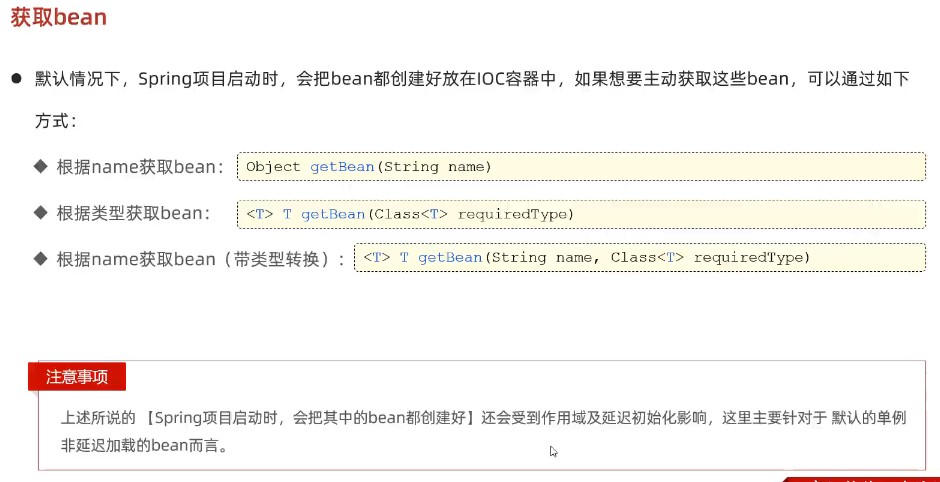 获取bean
默认情况下，Spring项目启动时，会把bean都创建好放在IOC容器中，如果想要主动获取这些bean，可以通过如下
方式：
根据name获取bean： Object getBean(String name)
根据类型获取bean： <T> T getBean(Class<T> requiredType)
根据name获取bean（带类型转换）： <T> T getBean(String name, Class<T> requiredType)
注意事项
上述所说的 【Spring项目启动时，会把其中的bean都创建好】还会受到作用域及延迟初始化影响，这里主要针对于 默认的单例
非延迟加载的bean而言。